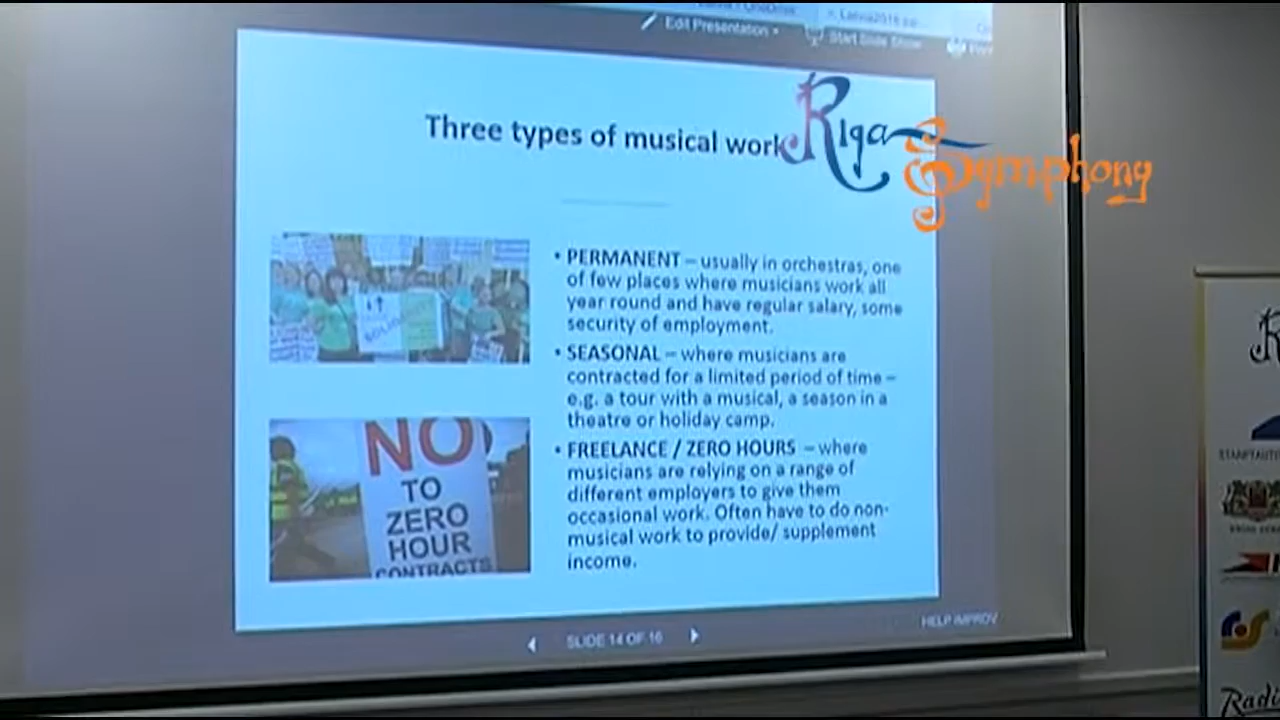 Edit Presentation
Start Slide Show
Three types of musical work
Riga
Symphony
• PERMANENT – usually in orchestras, one
of few places where musicians work all
year round and have regular salary, some
security of employment.
• SEASONAL – where musicians are
contracted for a limited period of time –
e.g. a tour with a musical, a season in a
theatre or holiday camp.
• FREELANCE / ZERO HOURS – where
musicians are relying on a range of
different employers to give them
occasional work. Often have to do non-
musical work to provide/ supplement
income.
NO
TO
ZERO
HOUR
CONTRACTS
SLIDE 14 OF 16
HELP IMPROV
Radi